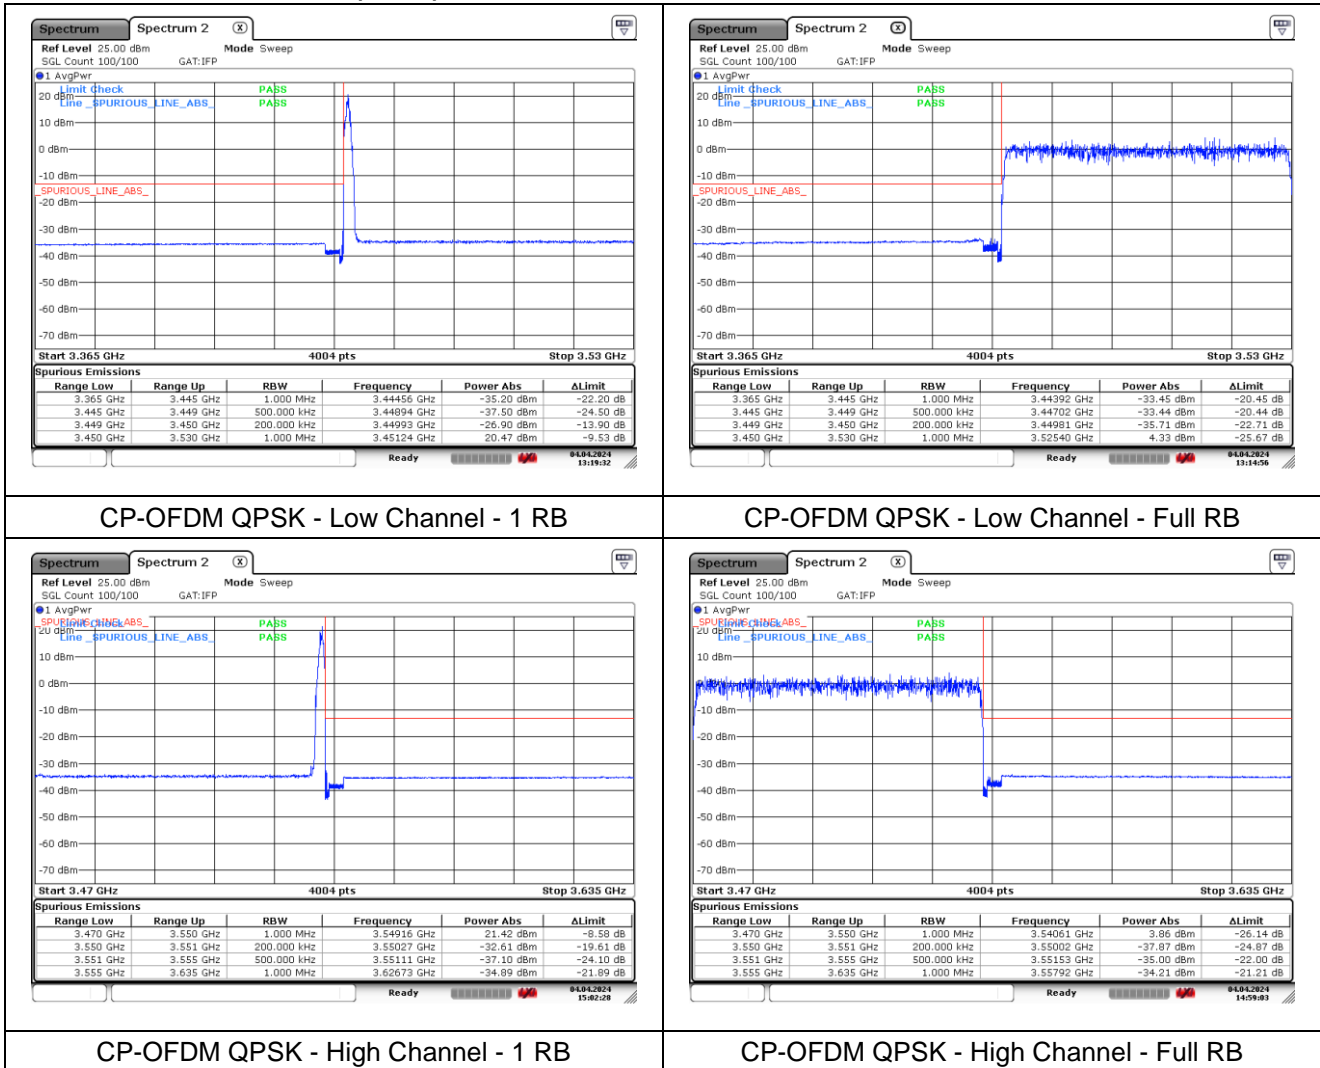 Spectrum Spectrum 2 X
Ref Level 25.00 dBm Mode Sweep
SGL Count 100/100 GAT:IFP
1 AvgPwr
Limit Check PASS
20 dBm
Line _SPURIOUS_LINE_ABS_ PASS
10 dBm
0 dBm
-10 dBm
_SPURIOUS_LINE_ABS_
-20 dBm
-30 dBm
-40 dBm
-50 dBm
-60 dBm
-70 dBm
Start 3.365 GHz 4004 pts Stop 3.53 GHz
Spurious Emissions
Range Low Range Up RBW Frequency Power Abs ΔLimit
3.365 GHz 3.445 GHz 1.000 MHz 3.44456 GHz -35.20 dBm -22.20 dB
3.445 GHz 3.449 GHz 500.000 kHz 3.44894 GHz -37.50 dBm -24.50 dB
3.449 GHz 3.450 GHz 200.000 kHz 3.44993 GHz -26.90 dBm -13.90 dB
3.450 GHz 3.530 GHz 1.000 MHz 3.45124 GHz 20.47 dBm -9.53 dB
Ready 04.04.2024
13:19:32
CP-OFDM QPSK - Low Channel - 1 RB
Spectrum Spectrum 2 X
Ref Level 25.00 dBm Mode Sweep
SGL Count 100/100 GAT:IFP
1 AvgPwr
Limit Check PASS
20 dBm
Line _SPURIOUS_LINE_ABS_ PASS
10 dBm
0 dBm
-10 dBm
_SPURIOUS_LINE_ABS_
-20 dBm
-30 dBm
-40 dBm
-50 dBm
-60 dBm
-70 dBm
Start 3.365 GHz 4004 pts Stop 3.53 GHz
Spurious Emissions
Range Low Range Up RBW Frequency Power Abs ΔLimit
3.365 GHz 3.445 GHz 1.000 MHz 3.44392 GHz -33.45 dBm -20.45 dB
3.445 GHz 3.449 GHz 500.000 kHz 3.44702 GHz -33.44 dBm -20.44 dB
3.449 GHz 3.450 GHz 200.000 kHz 3.44981 GHz -35.71 dBm -22.71 dB
3.450 GHz 3.530 GHz 1.000 MHz 3.52540 GHz 4.33 dBm -25.67 dB
Ready 04.04.2024
13:14:56
CP-OFDM QPSK - Low Channel - Full RB
Spectrum Spectrum 2 X
Ref Level 25.00 dBm Mode Sweep
SGL Count 100/100 GAT:IFP
1 AvgPwr
_SPURIOUS_LINE_ABS_
Limit Check PASS
20 dBm
Line _SPURIOUS_LINE_ABS_ PASS
10 dBm
0 dBm
-10 dBm
-20 dBm
-30 dBm
-40 dBm
-50 dBm
-60 dBm
-70 dBm
Start 3.47 GHz 4004 pts Stop 3.635 GHz
Spurious Emissions
Range Low Range Up RBW Frequency Power Abs ΔLimit
3.470 GHz 3.550 GHz 1.000 MHz 3.54916 GHz 21.42 dBm -8.58 dB
3.550 GHz 3.551 GHz 200.000 kHz 3.55027 GHz -32.61 dBm -19.61 dB
3.551 GHz 3.555 GHz 500.000 kHz 3.55111 GHz -37.10 dBm -24.10 dB
3.555 GHz 3.635 GHz 1.000 MHz 3.62673 GHz -34.89 dBm -21.89 dB
Ready 04.04.2024
15:02:28
CP-OFDM QPSK - High Channel - 1 RB
Spectrum Spectrum 2 X
Ref Level 25.00 dBm Mode Sweep
SGL Count 100/100 GAT:IFP
1 AvgPwr
_SPURIOUS_LINE_ABS_
Limit Check PASS
20 dBm
Line _SPURIOUS_LINE_ABS_ PASS
10 dBm
0 dBm
-10 dBm
-20 dBm
-30 dBm
-40 dBm
-50 dBm
-60 dBm
-70 dBm
Start 3.47 GHz 4004 pts Stop 3.635 GHz
Spurious Emissions
Range Low Range Up RBW Frequency Power Abs ΔLimit
3.470 GHz 3.550 GHz 1.000 MHz 3.54061 GHz 3.86 dBm -26.14 dB
3.550 GHz 3.551 GHz 200.000 kHz 3.55002 GHz -37.87 dBm -24.87 dB
3.551 GHz 3.555 GHz 500.000 kHz 3.55153 GHz -35.00 dBm -22.00 dB
3.555 GHz 3.635 GHz 1.000 MHz 3.55792 GHz -34.21 dBm -21.21 dB
Ready 04.04.2024
14:59:03
CP-OFDM QPSK - High Channel - Full RB